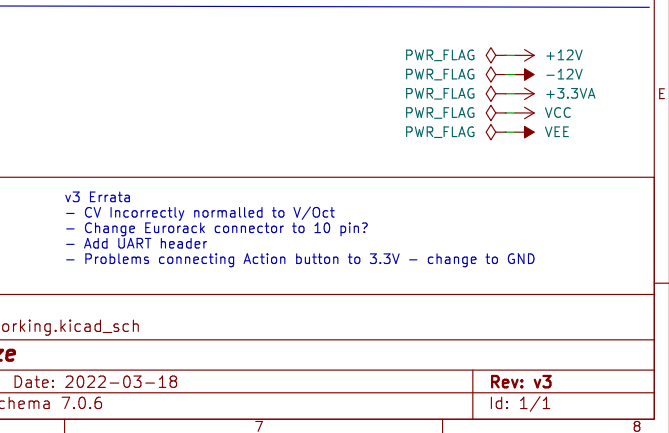 PWR_FLAG +12V
PWR_FLAG -12V
PWR_FLAG +3.3VA
E
PWR_FLAG VCC
PWR_FLAG VEE
v3 Errata
- CV Incorrectly normalled to V/Oct
- Change Eurorack connector to 10 pin?
- Add UART header
- Problems connecting Action button to 3.3V - change to GND
orking.kicad_sch
ze
Date: 2022-03-18 Rev: v3
chema 7.0.6 Id: 1/1
7 8